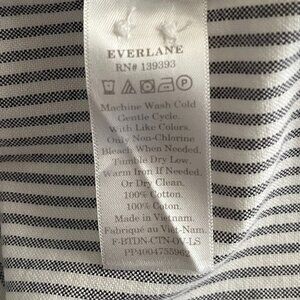 EVERLANE
RN# 139393
Machine Wash Cold
Gentle Cycle.
With Like Colors.
Only Non-Chlorine
Bleach When Needed.
Tumble Dry Low.
Warm Iron If Needed.
Or Dry Clean.
100% Cotton.
100% Coton.
Made in Vietnam.
Fabriqué au Viet-Nam.
F-BTDN-CTN-OV-LS